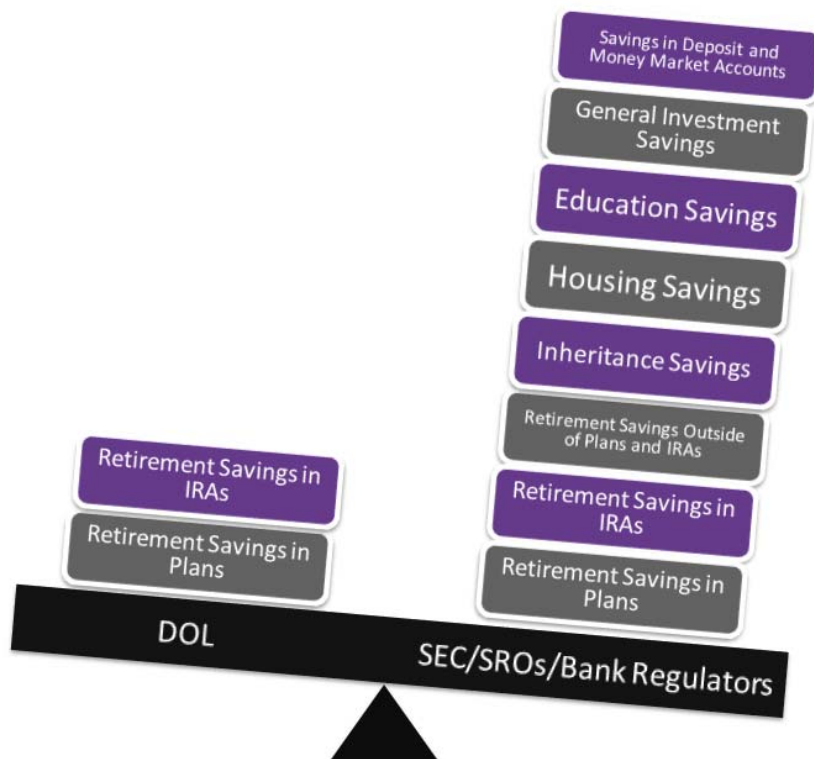 Savings in Deposit and
Money Market Accounts
General Investment
Savings
Education Savings
Housing Savings
Inheritance Savings
Retirement Savings Outside
of Plans and IRAs
Retirement Savings in
IRAs
Retirement Savings in
Plans
Retirement Savings in
IRAs
Retirement Savings in
Plans
DOL
SEC/SROs/Bank Regulators